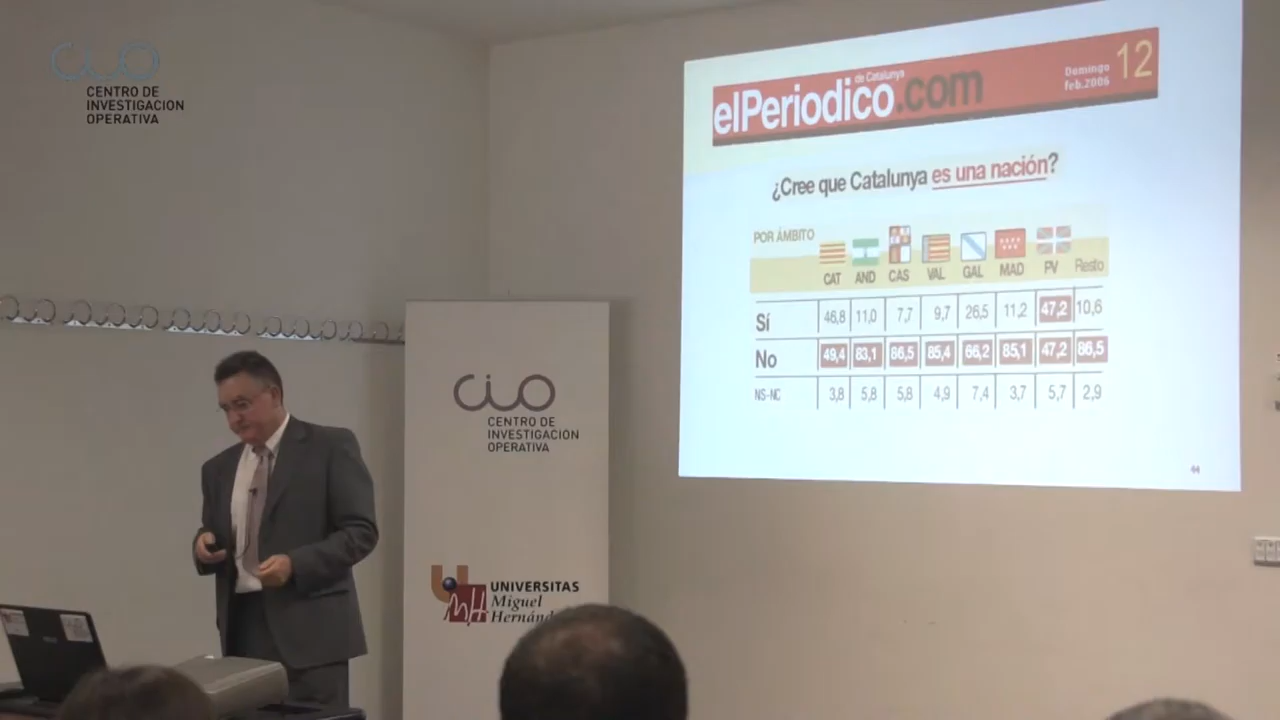 CIO
CENTRO DE
INVESTIGACION
OPERATIVA
elPeriodico.com
de Catalunya
Domingo
feb.2006
12
¿Cree que Catalunya es una nación?
POR ÁMBITO
CAT AND CAS VAL GAL MAD PV Resto
Sí 46,8 11,0 7,7 9,7 26,5 11,2 47,2 10,6
No 49,4 83,1 86,5 85,4 66,2 85,1 47,2 86,5
NS-NC 3,8 5,8 5,8 4,9 7,4 3,7 5,7 2,9
CIO
CENTRO DE
INVESTIGACIÓN
OPERATIVA
UMH
UNIVERSITAS
Miguel